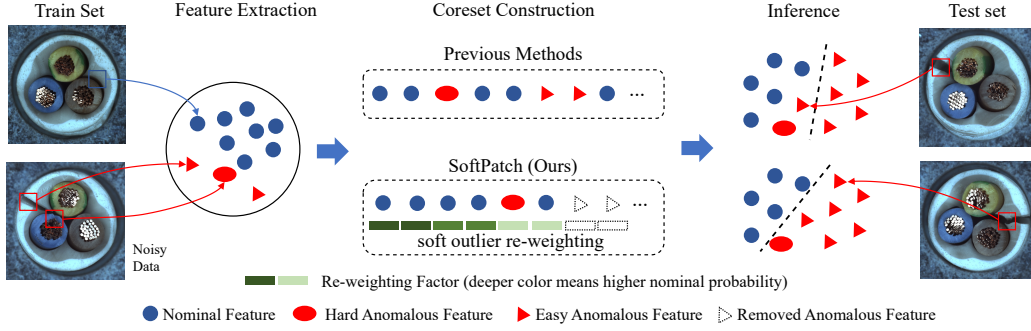 Train Set
Feature Extraction
Coreset Construction
Inference
Test set
Previous Methods
...
SoftPatch (Ours)
...
soft outlier re-weighting
Noisy
Data
Re-weighting Factor (deeper color means higher nominal probability)
Nominal Feature
Hard Anomalous Feature
Easy Anomalous Feature
Removed Anomalous Feature